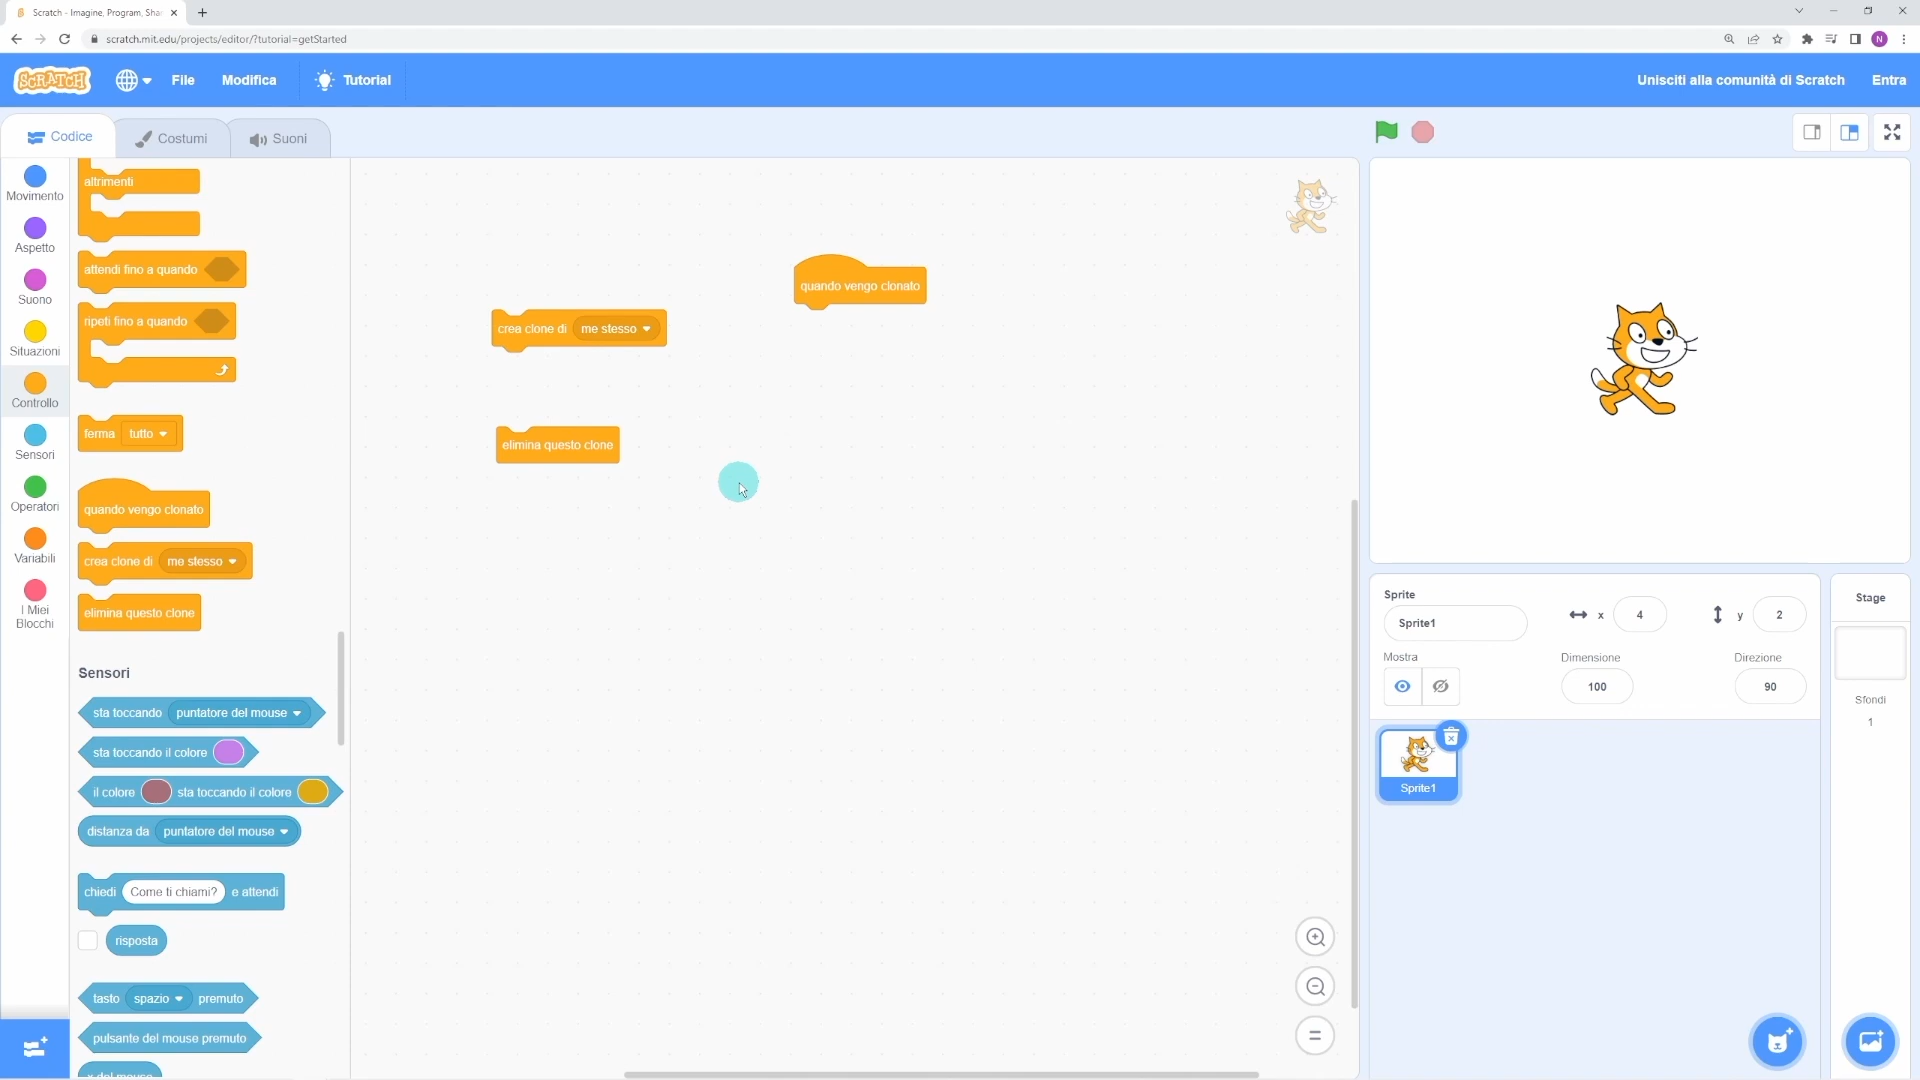 Scratch - Imagine, Program, Sha
scratch.mit.edu/projects/editor/?tutorial=getStarted
N
SCRATCH
File
Modifica
Tutorial
Unisciti alla comunità di Scratch
Entra
Codice
Costumi
Suoni
Movimento
Aspetto
Suono
Situazioni
Controllo
Sensori
Operatori
Variabili
I Miei
Blocchi
altrimenti
attendi fino a quando
ripeti fino a quando
ferma tutto
quando vengo clonato
crea clone di me stesso
elimina questo clone
Sensori
sta toccando puntatore del mouse
sta toccando il colore
il colore sta toccando il colore
distanza da puntatore del mouse
chiedi Come ti chiami? e attendi
risposta
tasto spazio premuto
pulsante del mouse premuto
x del mouse
quando vengo clonato
crea clone di me stesso
elimina questo clone
Sprite
Sprite1
x 4
y 2
Mostra
Dimensione
100
Direzione
90
Sprite1
Stage
Sfondi
1